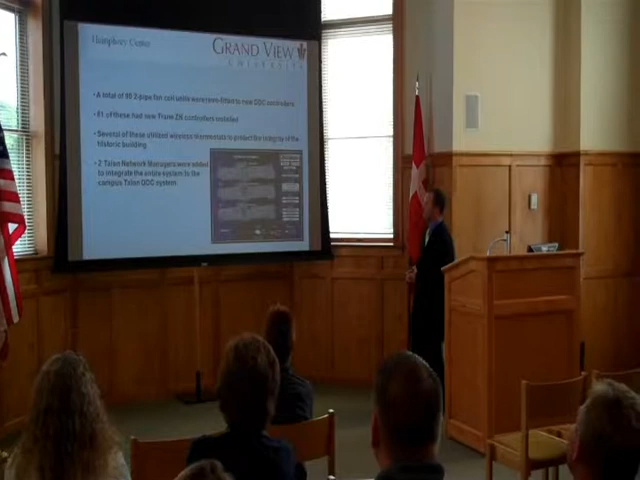 Humphrey Center
GRAND VIEW
UNIVERSITY
• A total of 95 2-pipe fan coil units were retro-fitted to new DDC controllers
• 81 of these had new Trane ZN controllers installed
• Several of these utilized wireless thermostats to protect the integrity of the
historic building
• 2 Talon Network Managers were added
to integrate the entire system to the
campus Talon DDC system.